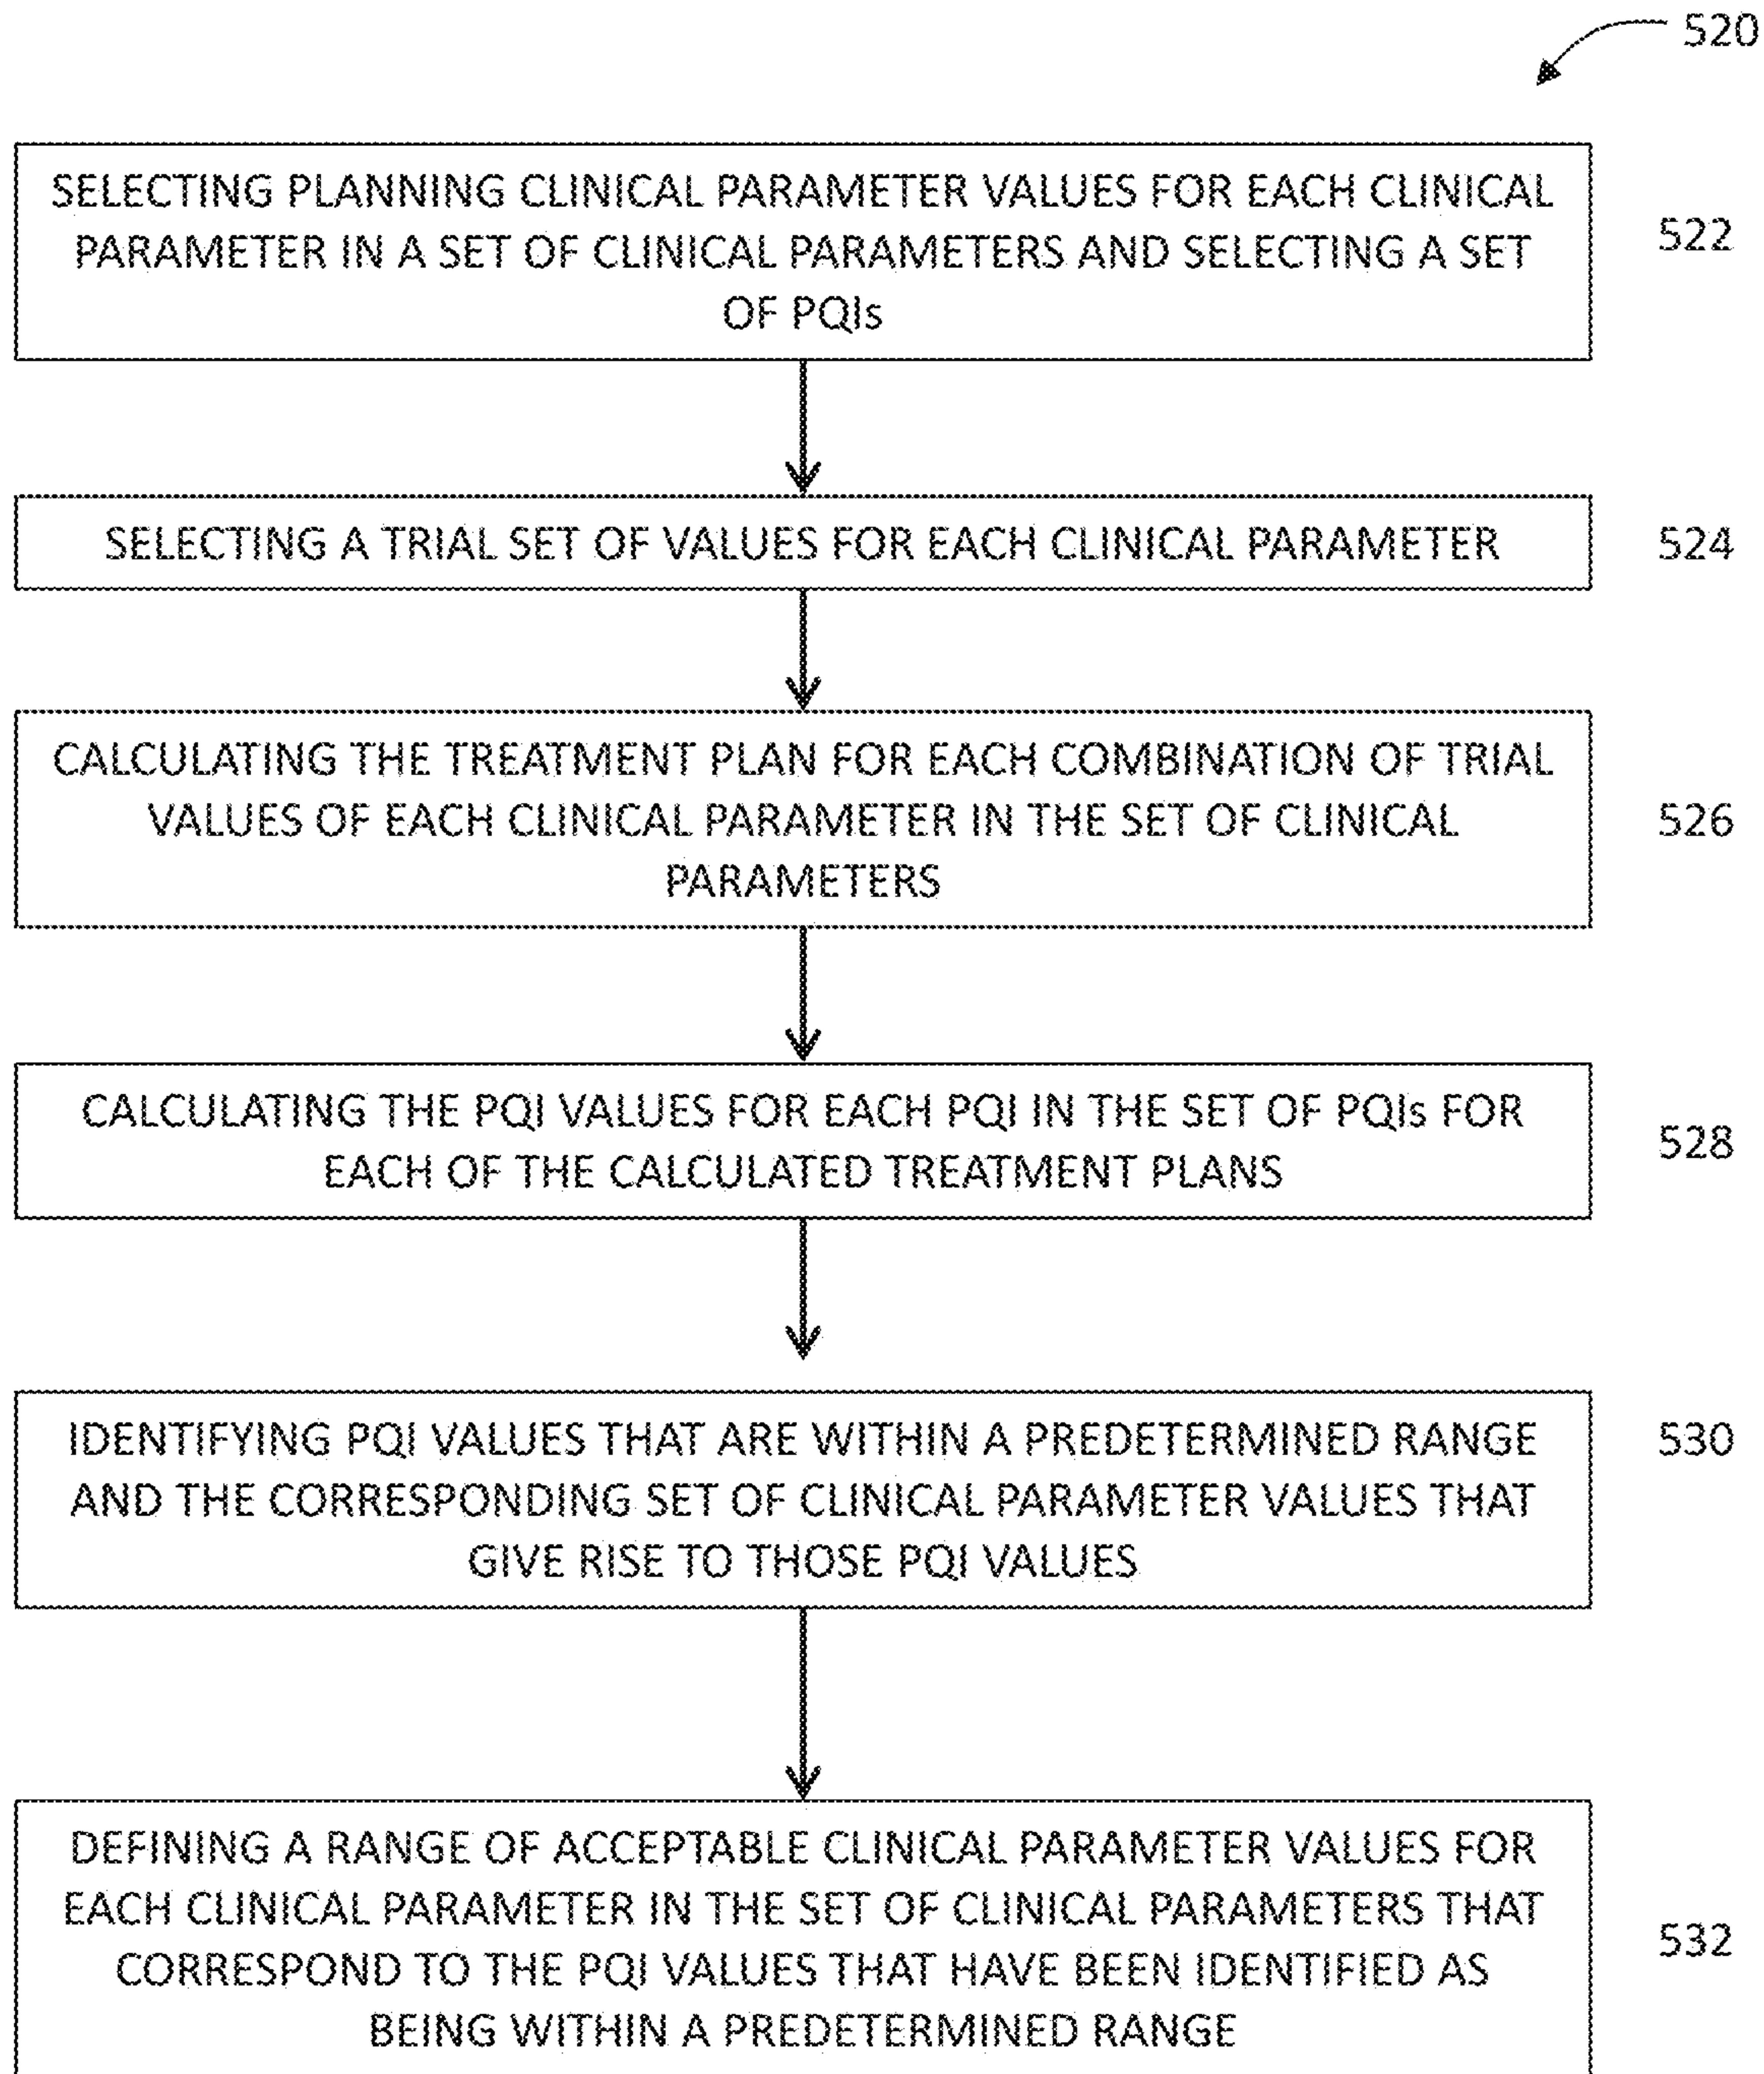 520
SELECTING PLANNING CLINICAL PARAMETER VALUES FOR EACH CLINICAL
PARAMETER IN A SET OF CLINICAL PARAMETERS AND SELECTING A SET
OF PQIs
522
SELECTING A TRIAL SET OF VALUES FOR EACH CLINICAL PARAMETER
524
CALCULATING THE TREATMENT PLAN FOR EACH COMBINATION OF TRIAL
VALUES OF EACH CLINICAL PARAMETER IN THE SET OF CLINICAL
PARAMETERS
526
CALCULATING THE PQI VALUES FOR EACH PQI IN THE SET OF PQIs FOR
EACH OF THE CALCULATED TREATMENT PLANS
528
IDENTIFYING PQI VALUES THAT ARE WITHIN A PREDETERMINED RANGE
AND THE CORRESPONDING SET OF CLINICAL PARAMETER VALUES THAT
GIVE RISE TO THOSE PQI VALUES
530
DEFINING A RANGE OF ACCEPTABLE CLINICAL PARAMETER VALUES FOR
EACH CLINICAL PARAMETER IN THE SET OF CLINICAL PARAMETERS THAT
CORRESPOND TO THE PQI VALUES THAT HAVE BEEN IDENTIFIED AS
BEING WITHIN A PREDETERMINED RANGE
532